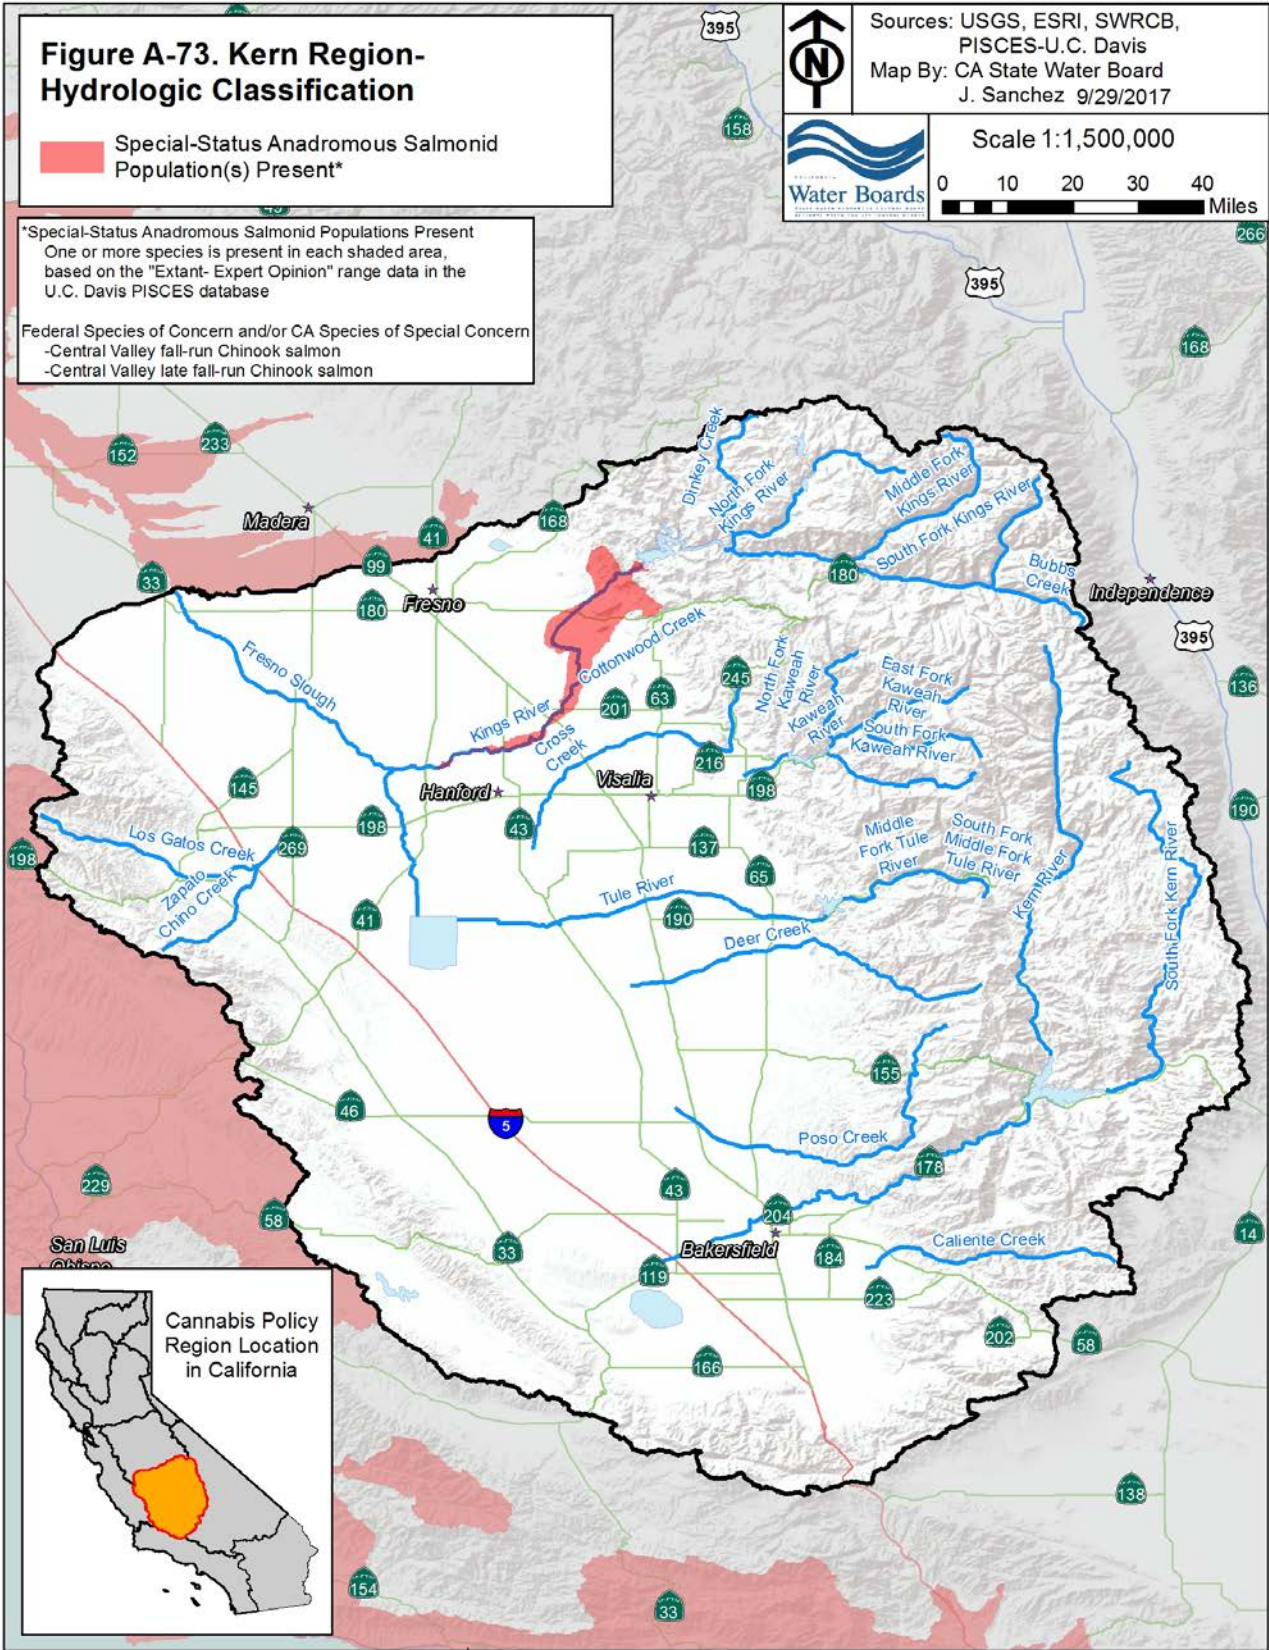 Figure A-73. Kern Region-
Hydrologic Classification
Special-Status Anadromous Salmonid
Population(s) Present*
*Special-Status Anadromous Salmonid Populations Present
One or more species is present in each shaded area,
based on the "Extant- Expert Opinion" range data in the
U.C. Davis PISCES database
Federal Species of Concern and/or CA Species of Special Concern
-Central Valley fall-run Chinook salmon
-Central Valley late fall-run Chinook salmon
N
Sources: USGS, ESRI, SWRCB,
PISCES-U.C. Davis
Map By: CA State Water Board
J. Sanchez 9/29/2017
CALIFORNIA
Water Boards
Scale 1:1,500,000
0 10 20 30 40
Miles
395
158
266
395
168
152
233
Madera
41
168
99
33
180
Fresno
Dinkey Creek
North Fork
Kings River
Middle Fork
Kings River
South Fork Kings River
180
Bubbs
Creek
Independence
395
136
Fresno Slough
Cottonwood Creek
Kings River
Cross
Creek
201
63
245
North Fork
Kaweah
River
Kaweah
River
East Fork
Kaweah
River
South Fork
Kaweah River
216
198
145
Hanford
Visalia
190
198
43
137
65
Los Gatos Creek
269
198
Zapato
Chino Creek
41
Middle
Fork Tule
River
South Fork
Middle Fork
Tule River
Tule River
190
Deer Creek
Kern River
South Fork Kern River
155
46
5
Poso Creek
178
229
58
43
204
33
Bakersfield
119
184
Caliente Creek
14
223
202
58
166
San Luis
Obispo
Cannabis Policy
Region Location
in California
138
154
33